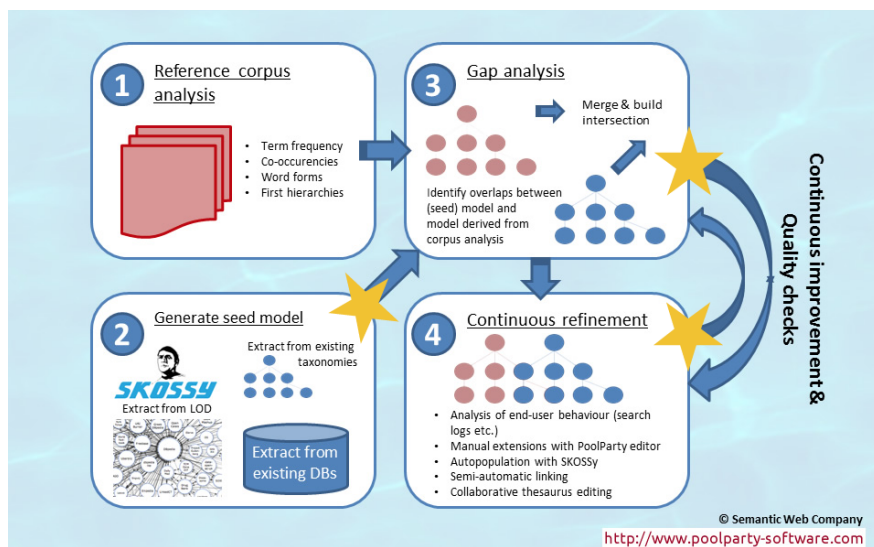 1
Reference corpus
analysis
• Term frequency
• Co-occurencies
• Word forms
• First hierarchies
3
Gap analysis
Merge & build
intersection
Identify overlaps between
(seed) model and
model derived from
corpus analysis
2
Generate seed model
SKOSSY
Extract from LOD
Extract from existing
taxonomies
Extract from
existing DBs
4
Continuous refinement
• Analysis of end-user behaviour (search
logs etc.)
• Manual extensions with PoolParty editor
• Autopopulation with SKOSSy
• Semi-automatic linking
• Collaborative thesaurus editing
Continuous improvement &
Quality checks
© Semantic Web Company
http://www.poolparty-software.com